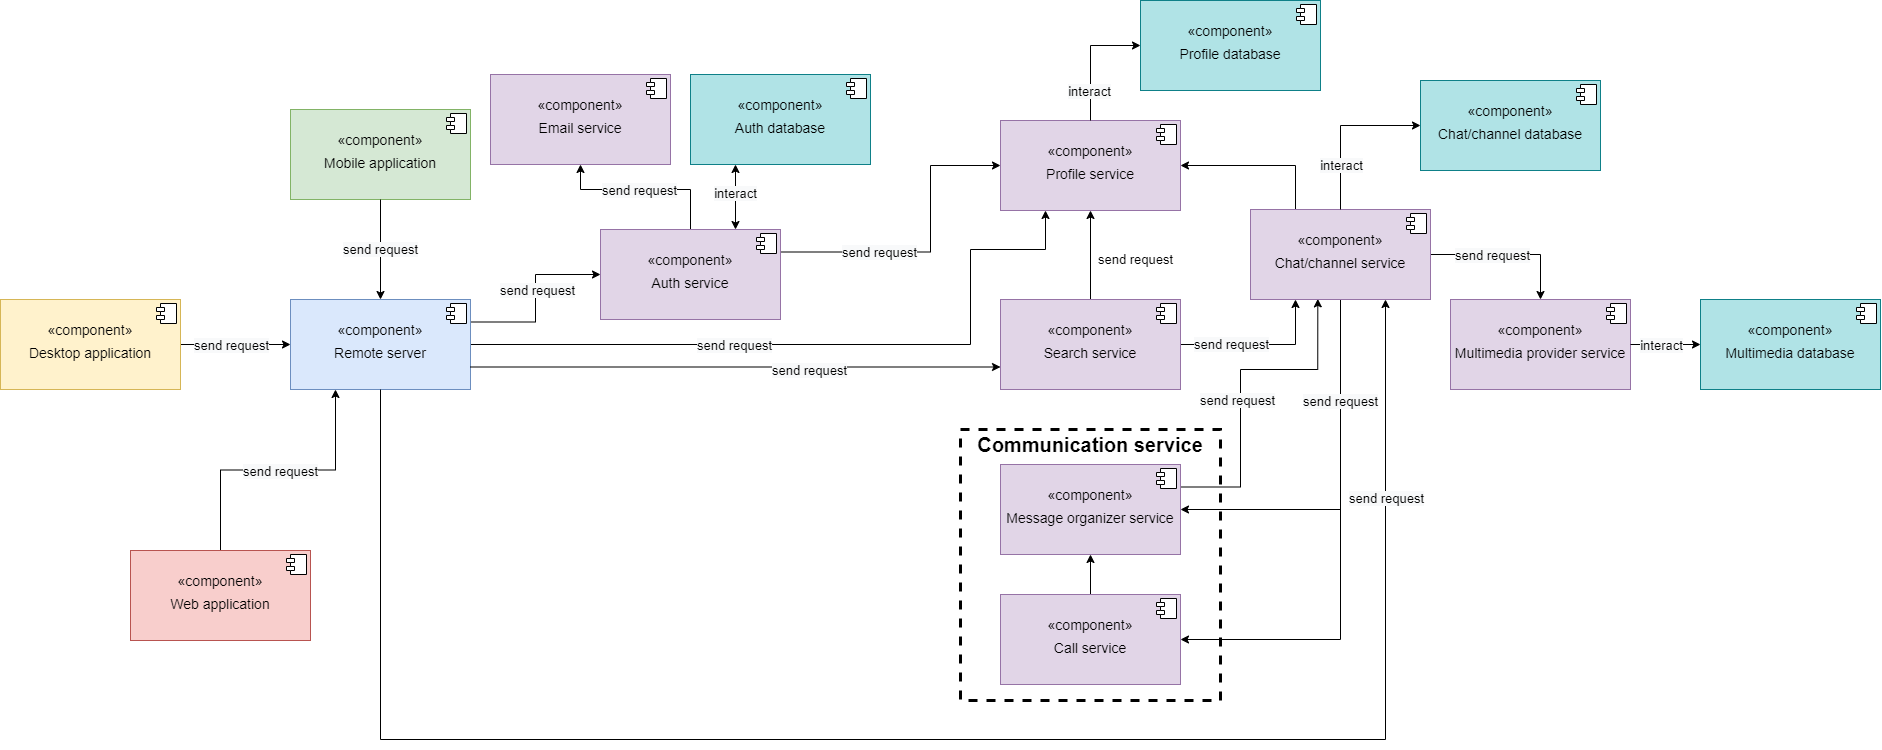 «component»
Profile database
«component»
Email service
«component»
Auth database
interact
«component»
Chat/channel database
«component»
Mobile application
«component»
Profile service
interact
send request
interact
«component»
Chat/channel service
send request
«component»
Auth service
send request
send request
send request
send request
«component»
Desktop application
send request
«component»
Remote server
send request
send request
«component»
Search service
send request
«component»
Multimedia provider service
interact
«component»
Multimedia database
send request
send request
Communication service
send request
«component»
Message organizer service
send request
«component»
Web application
«component»
Call service